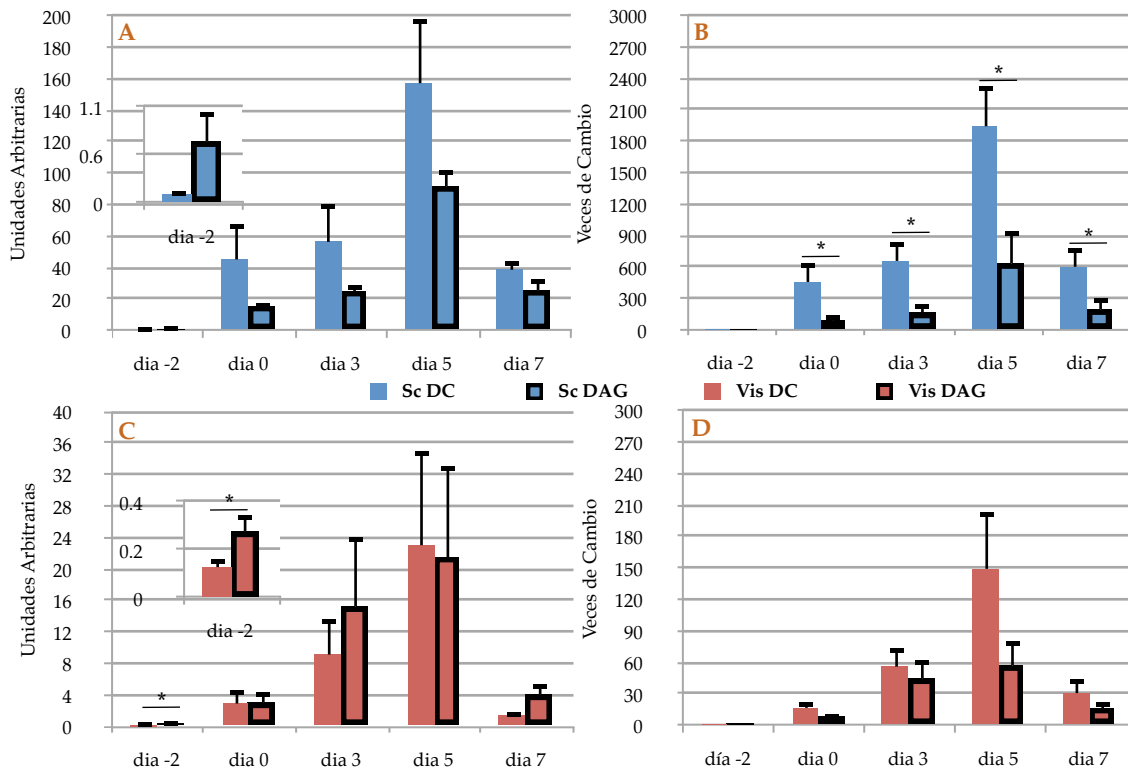 A
Unidades Arbitrarias
200
180
160
140
120
100
80
60
40
20
0
1.1
0.6
0
dia -2
dia -2
dia 0
dia 3
dia 5
dia 7
B
Veces de Cambio
3000
2700
2400
2100
1800
1500
1200
900
600
300
0
*
*
*
*
dia -2
dia 0
dia 3
dia 5
dia 7
Sc DC
Sc DAG
Vis DC
Vis DAG
C
Unidades Arbitrarias
40
36
32
28
24
20
16
12
8
4
0
0.4
0.2
0
*
dia -2
*
dia -2
dia 0
dia 3
dia 5
dia 7
D
Veces de Cambio
300
270
240
210
180
150
120
90
60
30
0
día -2
dia 0
dia 3
dia 5
dia 7